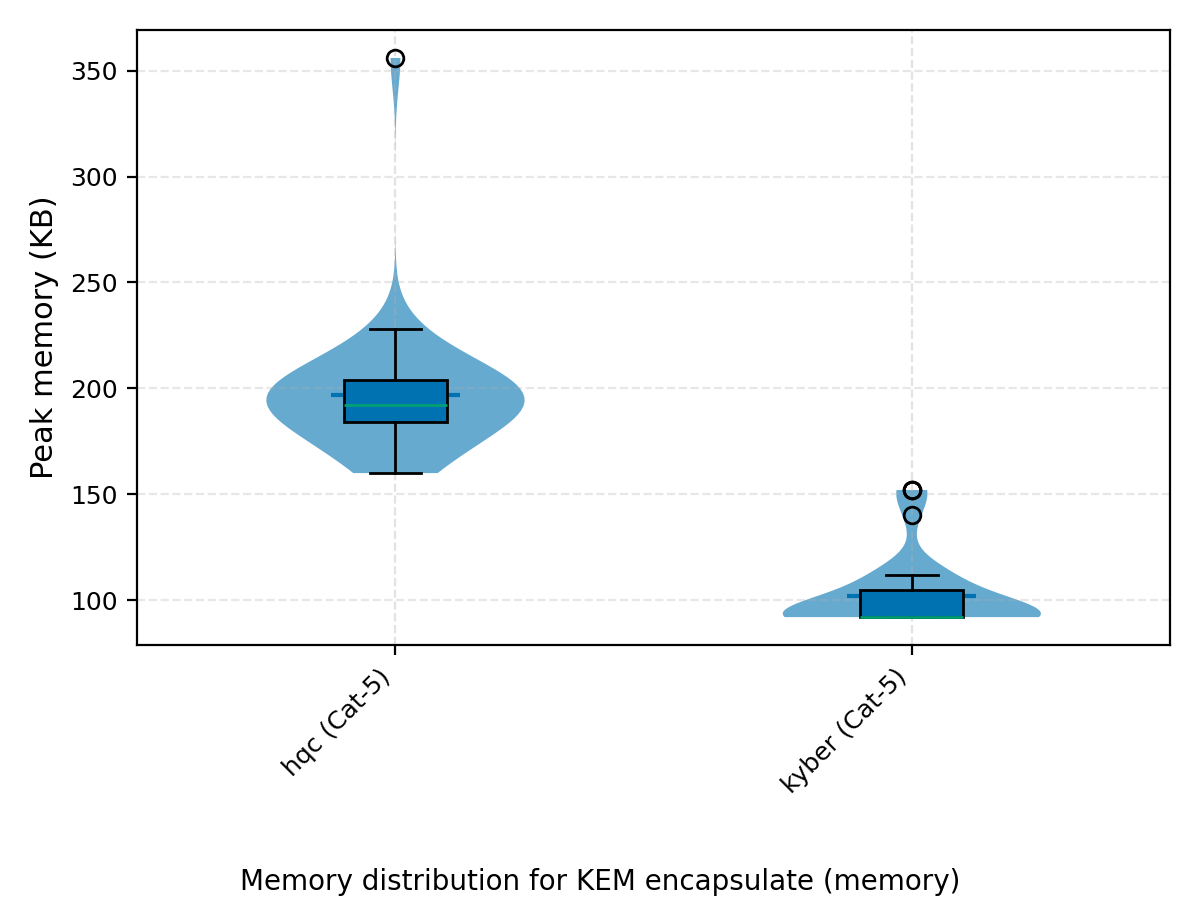 Peak memory (KB)
350
300
250
200
150
100
hqc (Cat-5)
kyber (Cat-5)
Memory distribution for KEM encapsulate (memory)